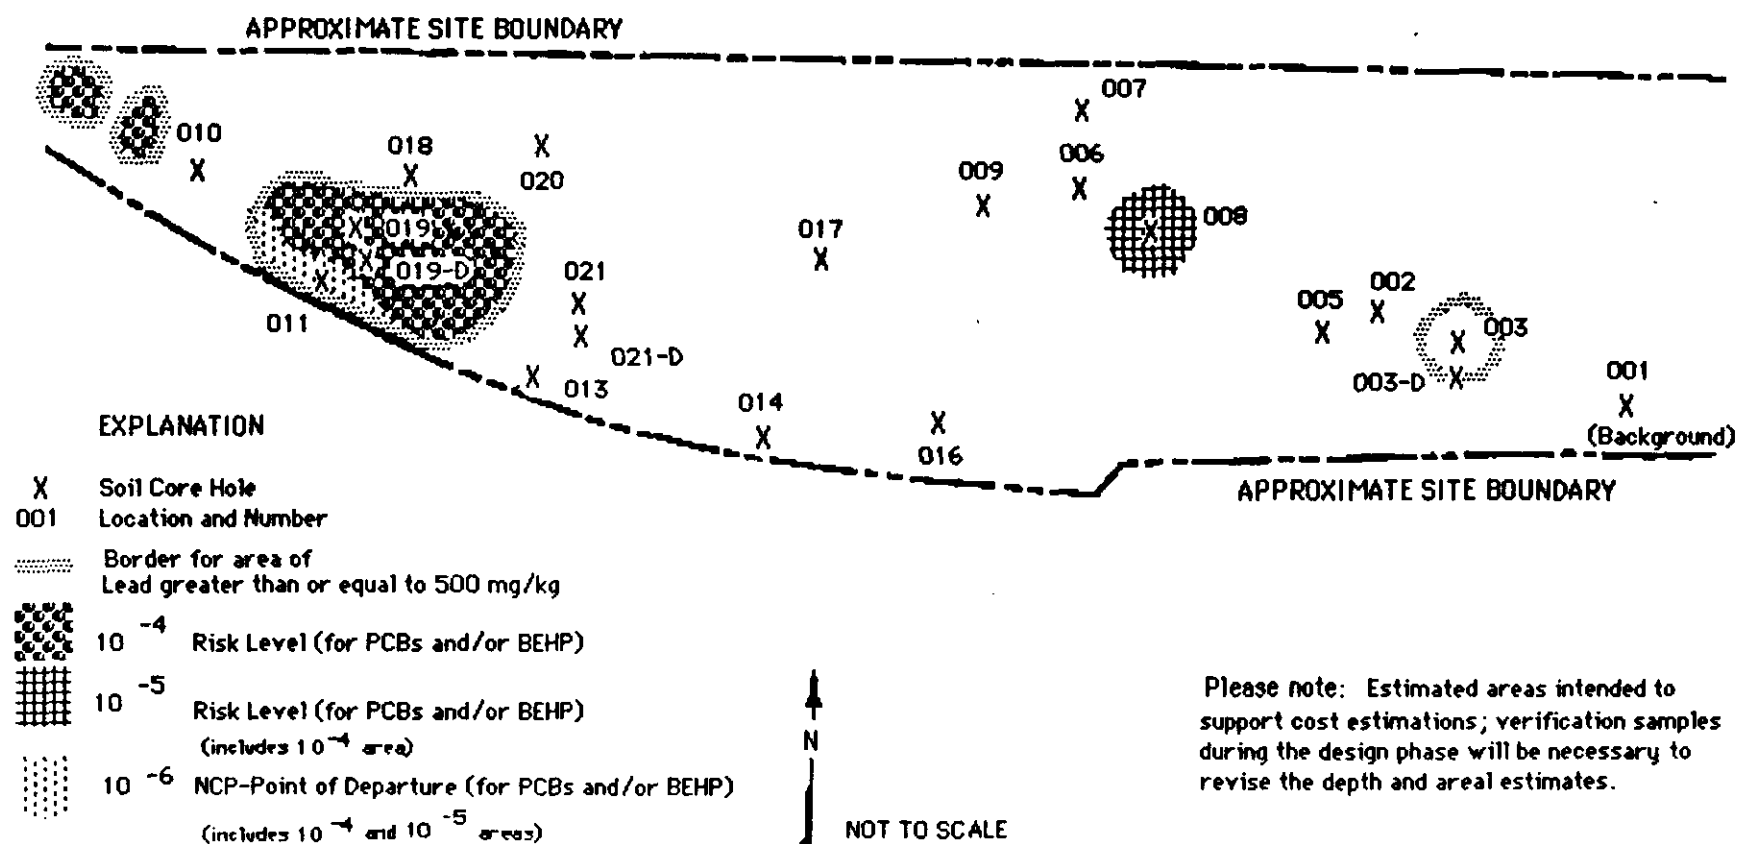 APPROXIMATE SITE BOUNDARY
007
010
018
020
009
006
008
017
019
019-D
021
011
021-D
013
005
002
003
003-D
001
(Background)
014
016
APPROXIMATE SITE BOUNDARY
EXPLANATION
X Soil Core Hole
001 Location and Number
Border for area of
Lead greater than or equal to 500 mg/kg
10 -4 Risk Level (for PCBs and/or BEHP)
10 -5 Risk Level (for PCBs and/or BEHP)
(includes 10 -4 area)
10 -6 NCP-Point of Departure (for PCBs and/or BEHP)
(includes 10 -4 and 10 -5 areas)
N
NOT TO SCALE
Please note: Estimated areas intended to
support cost estimations; verification samples
during the design phase will be necessary to
revise the depth and areal estimates.